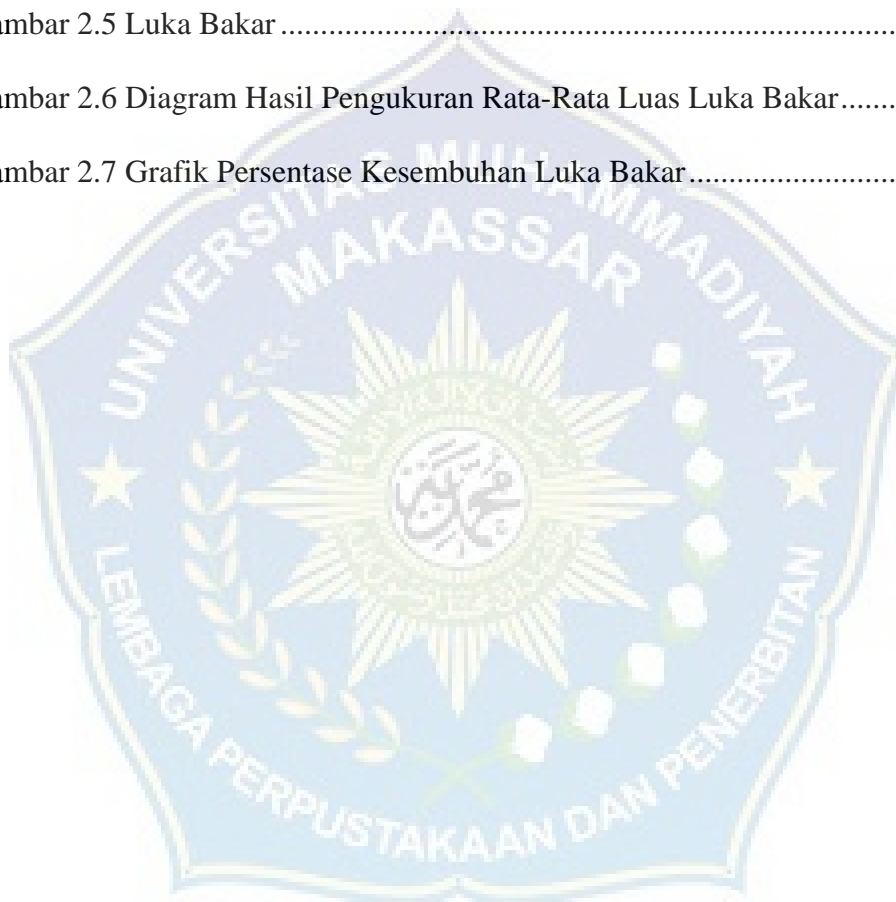 ambar 2.5 Luka Bakar ............................................................................
ambar 2.6 Diagram Hasil Pengukuran Rata-Rata Luas Luka Bakar .......
ambar 2.7 Grafik Persentase Kesembuhan Luka Bakar ..........................
UNIVERSITAS MUHAMMADIYAH
MAKASSAR
LEMBAGA PERPUSTAKAAN DAN PENERBITAN